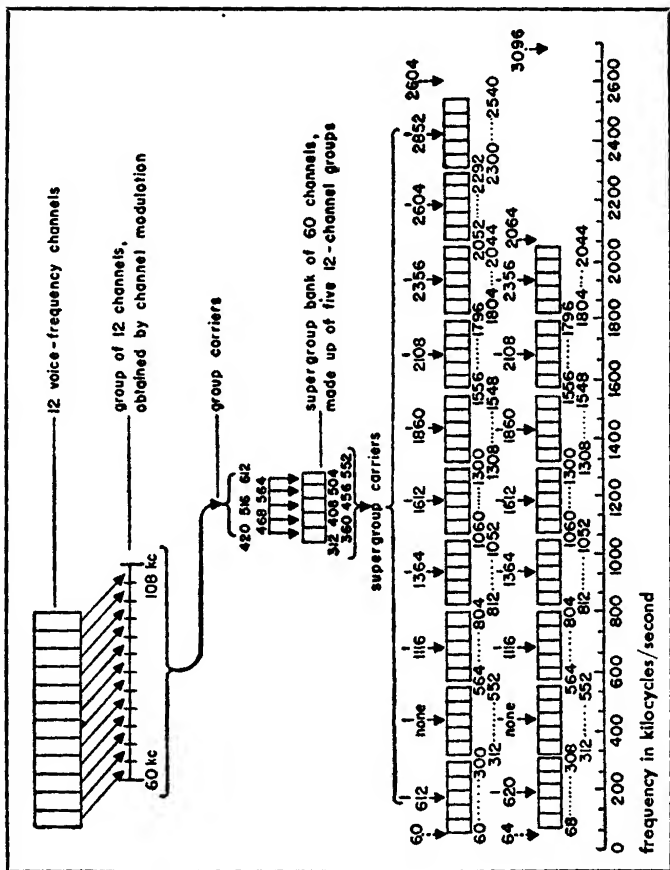 12 voice-frequency channels
group of 12 channels,
obtained by channel modulation
60 kc
108 kc
group carriers
420 516 612
468 564
supergroup bank of 60 channels,
made up of five 12-channel groups
312 408 504
360 456 552
supergroup carriers
60 612 none 1116 1364 1612 1860 2108 2356 2604 2852 2604
60······300 564······804 1060······1300 1556······1796 2052······2292
312······552 812······1052 1308······1548 1804······2044 2300······2540
64 620 none 1116 1364 1612 1860 2108 2356 2064 3096
68······308 564······804 1060······1300 1556······1796
312······552 812······1052 1308······1548 1804······2044
0 200 400 600 800 1000 1200 1400 1600 1800 2000 2200 2400 2600
frequency in kilocycles/second